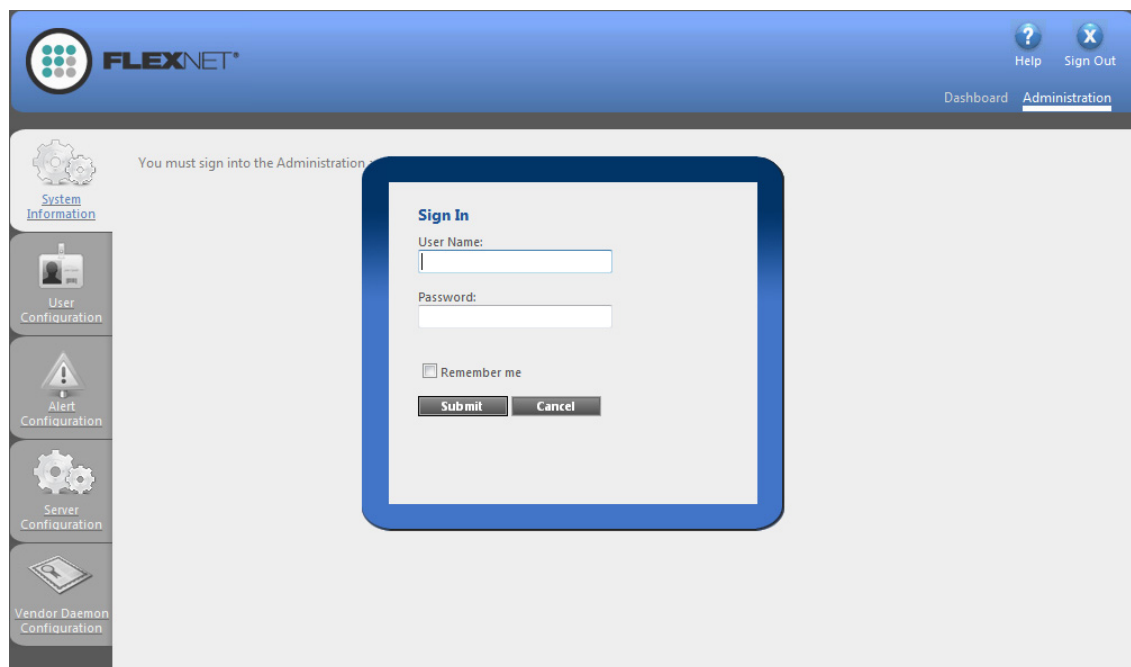 FLEXNET®
? X
Help Sign Out
Dashboard Administration
You must sign into the Administration
System
Information
User
Configuration
Alert
Configuration
Server
Configuration
Vendor Daemon
Configuration
Sign In
User Name:
Password:
Remember me
Submit Cancel